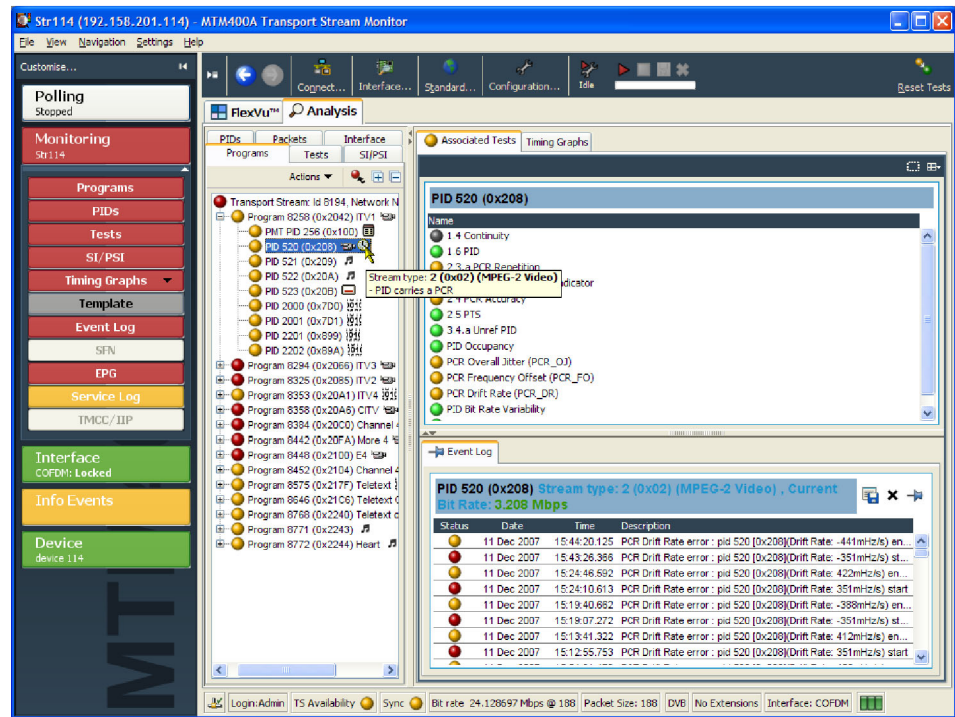 Str114 (192.158.201.114) - MTM400A Transport Stream Monitor
File View Navigation Settings Help
Customise...
Polling
Stopped
Monitoring
Str114
Programs
PIDs
Tests
SI/PSI
Timing Graphs
Template
Event Log
SFN
EPG
Service Log
TMCC/IIP
Interface
COFDM: Locked
Info Events
Device
device 114
MTM
Connect... Interface... Standard... Configuration... Idle Reset Tests
FlexVu™ Analysis
PIDs Packets Interface
Programs Tests SI/PSI
Actions
Transport Stream: Id 8194, Network N
Program 8258 (0x2042) ITV1
PMT PID 256 (0x100)
PID 520 (0x208)
PID 521 (0x209)
PID 522 (0x20A)
PID 523 (0x20B)
PID 2000 (0x7D0)
PID 2001 (0x7D1)
PID 2201 (0x899)
PID 2202 (0x89A)
Program 8294 (0x2066) ITV3
Program 8325 (0x2085) ITV2
Program 8353 (0x20A1) ITV4
Program 8358 (0x20A6) CITV
Program 8384 (0x20C0) Channel 4
Program 8442 (0x20FA) More 4
Program 8448 (0x2100) E4
Program 8452 (0x2104) Channel 4
Program 8575 (0x217F) Teletext
Program 8646 (0x21C6) Teletext
Program 8768 (0x2240) Teletext c
Program 8771 (0x2243)
Program 8772 (0x2244) Heart
Stream type: 2 (0x02) (MPEG-2 Video)
- PID carries a PCR
Associated Tests Timing Graphs
PID 520 (0x208)
Name
1 4 Continuity
1 6 PID
2 3.a PCR Repetition
dicator
2 4 PCR Accuracy
2 5 PTS
3 4.a Unref PID
PID Occupancy
PCR Overall Jitter (PCR_OJ)
PCR Frequency Offset (PCR_FO)
PCR Drift Rate (PCR_DR)
PID Bit Rate Variability
Event Log
PID 520 (0x208) Stream type: 2 (0x02) (MPEG-2 Video) , Current
Bit Rate: 3.208 Mbps
Status Date Time Description
11 Dec 2007 15:44:20.125 PCR Drift Rate error : pid 520 [0x208](Drift Rate: -441mHz/s) en...
11 Dec 2007 15:43:26.366 PCR Drift Rate error : pid 520 [0x208](Drift Rate: -351mHz/s) st...
11 Dec 2007 15:24:46.592 PCR Drift Rate error : pid 520 [0x208](Drift Rate: 422mHz/s) en...
11 Dec 2007 15:24:10.613 PCR Drift Rate error : pid 520 [0x208](Drift Rate: 351mHz/s) start
11 Dec 2007 15:19:40.662 PCR Drift Rate error : pid 520 [0x208](Drift Rate: -388mHz/s) en...
11 Dec 2007 15:19:07.272 PCR Drift Rate error : pid 520 [0x208](Drift Rate: -351mHz/s) st...
11 Dec 2007 15:13:41.322 PCR Drift Rate error : pid 520 [0x208](Drift Rate: 412mHz/s) en...
11 Dec 2007 15:12:55.753 PCR Drift Rate error : pid 520 [0x208](Drift Rate: 351mHz/s) start
Login:Admin TS Availability Sync Bit rate 24.128697 Mbps @ 188 Packet Size: 188 DVB No Extensions Interface: COFDM